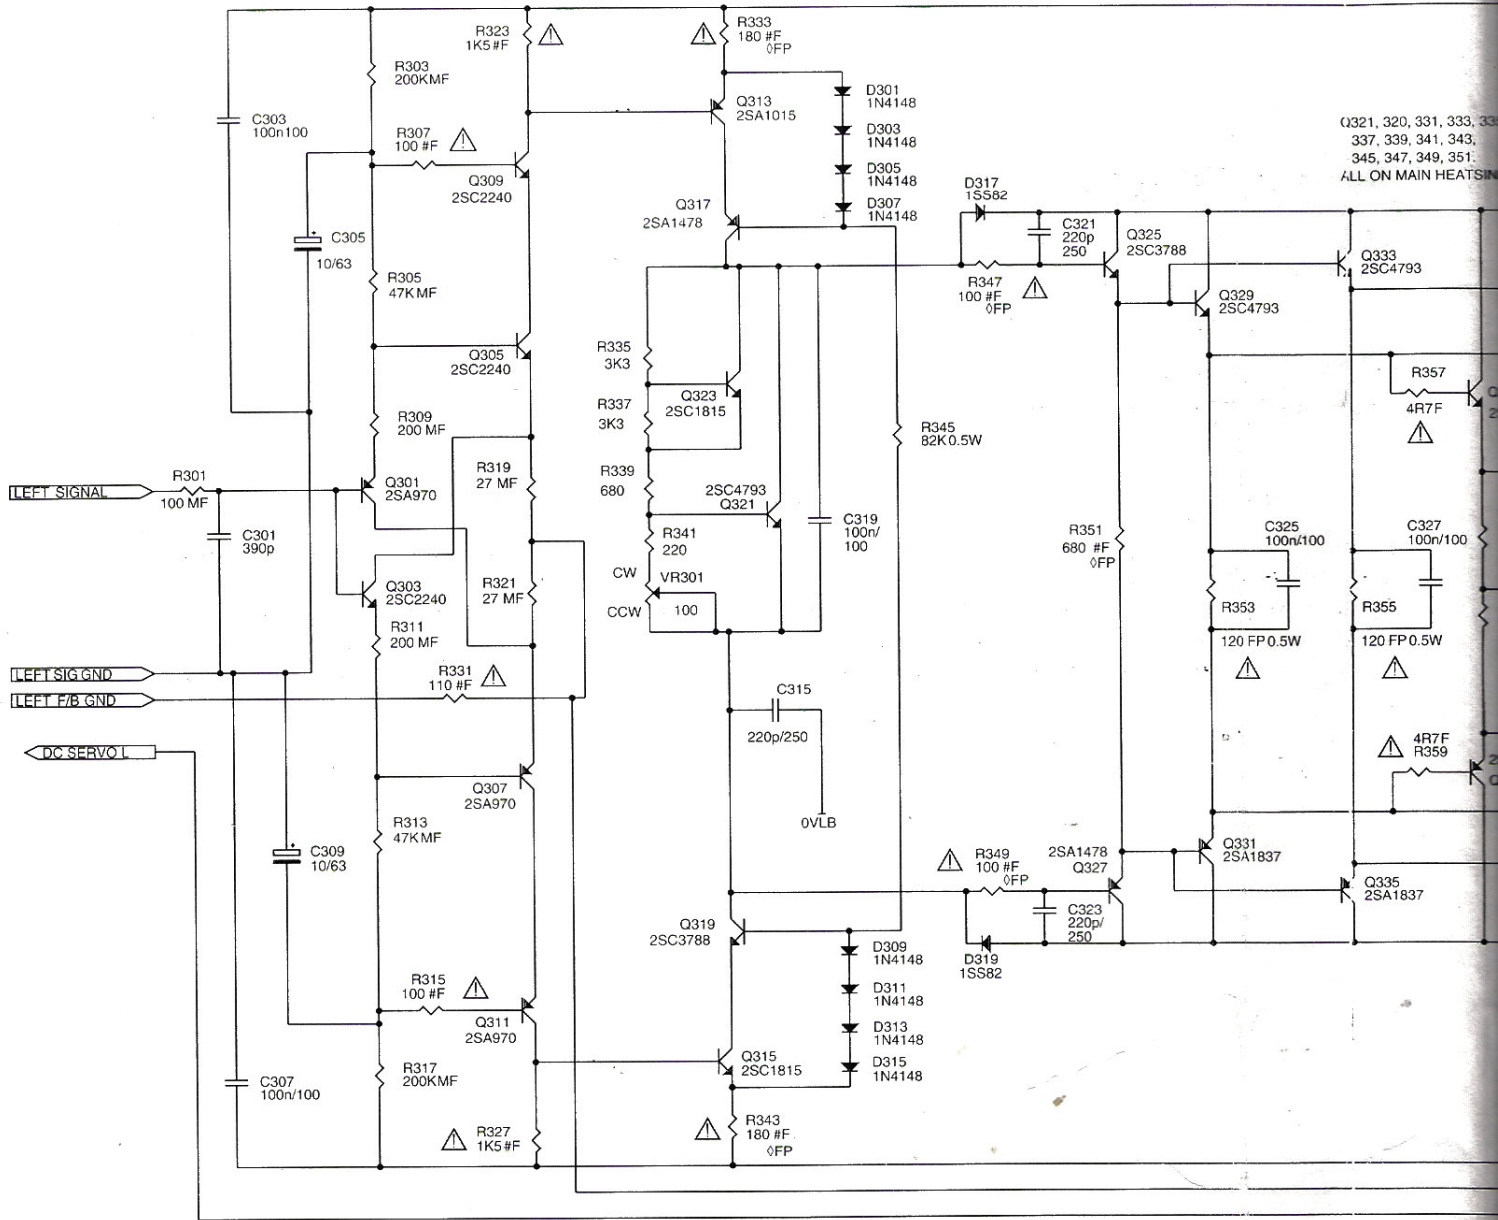 R323
1K5 #F
R333
180 #F
◊FP
R303
200KMF
D301
1N4148
Q313
2SA1015
C303
100n100
R307
100 #F
D303
1N4148
Q321, 320, 331, 333,
337, 339, 341, 343,
345, 347, 349, 351.
ALL ON MAIN HEATSIN
Q309
2SC2240
D305
1N4148
D317
1SS82
Q317
2SA1478
D307
1N4148
C305
10/63
C321
220p
250
Q325
2SC3788
Q333
2SC4793
R305
47K MF
R347
100 #F
◊FP
Q329
2SC4793
Q305
2SC2240
R335
3K3
Q323
2SC1815
R357
4R7F
R309
200 MF
R337
3K3
R345
82K 0.5W
LEFT SIGNAL
R301
100 MF
Q301
2SA970
R319
27 MF
R339
680
2SC4793
Q321
C301
390p
R341
220
C319
100n/
100
R351
680 #F
◊FP
C325
100n/100
C327
100n/100
Q303
2SC2240
R321
27 MF
CW
VR301
CCW
100
R353
R355
R311
200 MF
120 FP 0.5W
120 FP 0.5W
LEFT SIG GND
R331
110 #F
LEFT F/B GND
C315
220p/250
DC SERVO L
4R7F
R359
Q307
2SA970
0VLB
R313
47K MF
C309
10/63
R349
100 #F
◊FP
2SA1478
Q327
Q331
2SA1837
Q335
2SA1837
Q319
2SC3788
C323
220p/
250
D309
1N4148
D319
1SS82
R315
100 #F
D311
1N4148
Q311
2SA970
D313
1N4148
Q315
2SC1815
D315
1N4148
C307
100n/100
R317
200KMF
R327
1K5 #F
R343
180 #F
◊FP